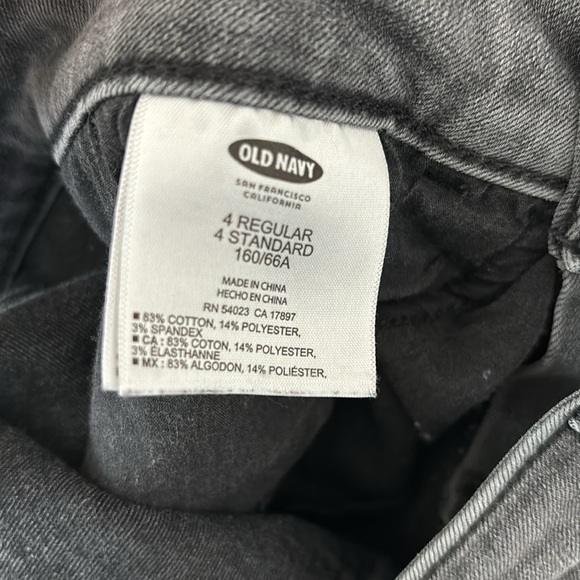 OLD NAVY
SAN FRANCISCO
CALIFORNIA
4 REGULAR
4 STANDARD
160/66A
MADE IN CHINA
HECHO EN CHINA
RN 54023 CA 17897
■ 83% COTTON, 14% POLYESTER,
3% SPANDEX
■ CA : 83% COTON, 14% POLYESTER,
3% ÉLASTHANNE
■ MX : 83% ALGODON, 14% POLIÉSTER,